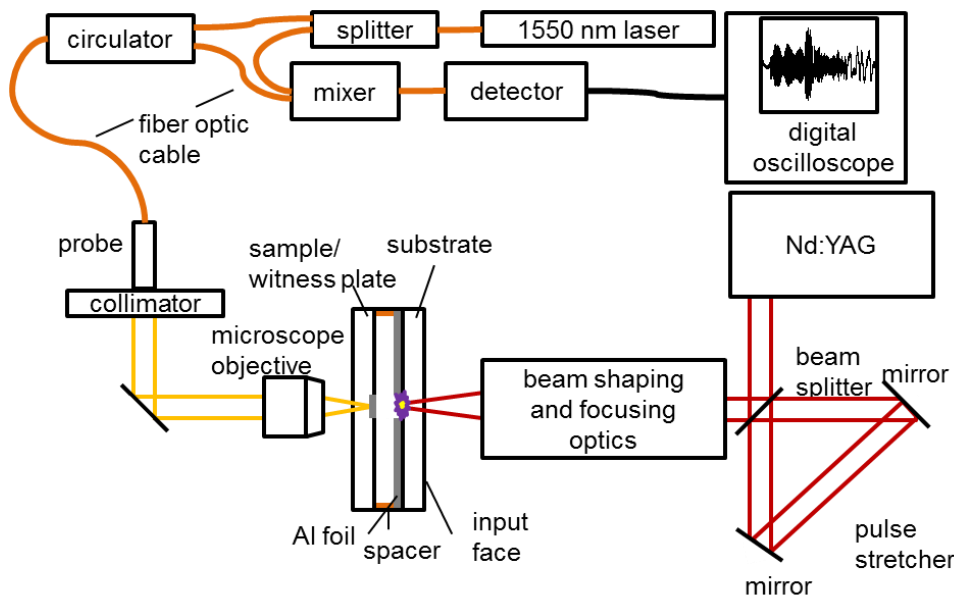 circulator
splitter
1550 nm laser
mixer
detector
fiber optic
cable
digital
oscilloscope
probe
collimator
sample/
witness plate
substrate
Nd:YAG
microscope
objective
beam shaping
and focusing
optics
beam
splitter
mirror
Al foil
spacer
input
face
pulse
stretcher
mirror